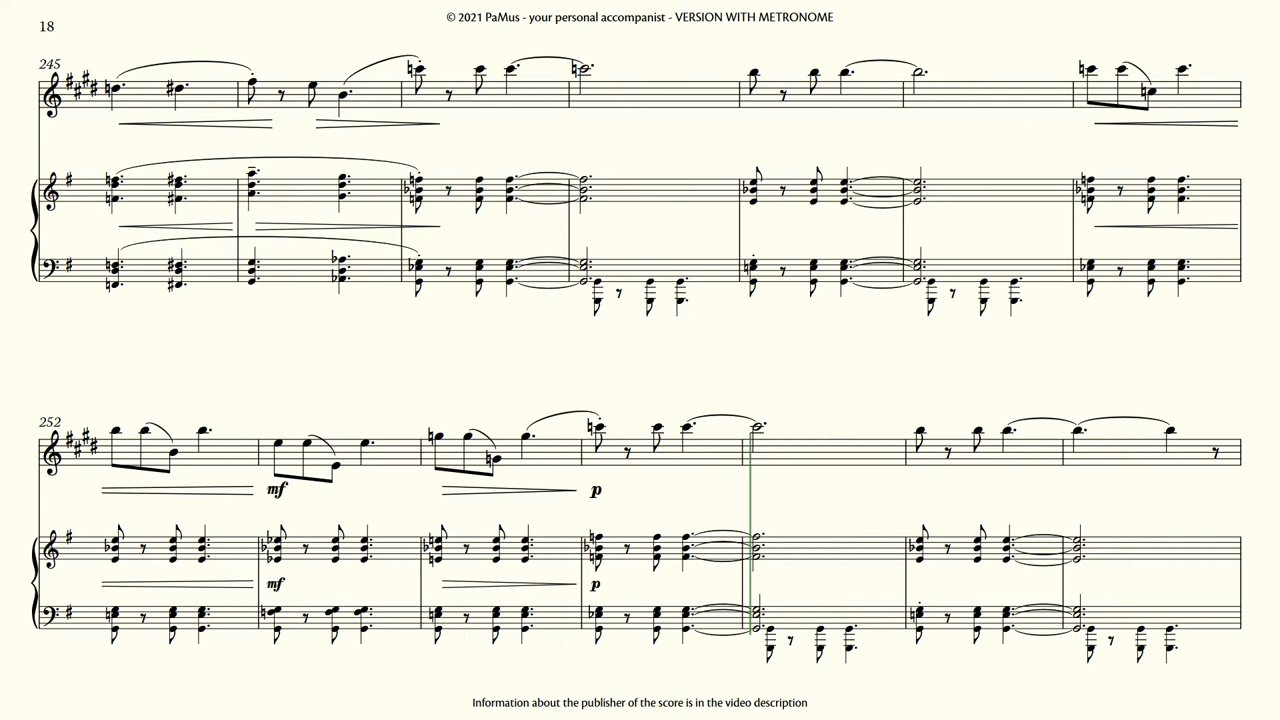 © 2021 PaMus - your personal accompanist - VERSION WITH METRONOME
18
245
252
mf
p
mf
p
Information about the publisher of the score is in the video description